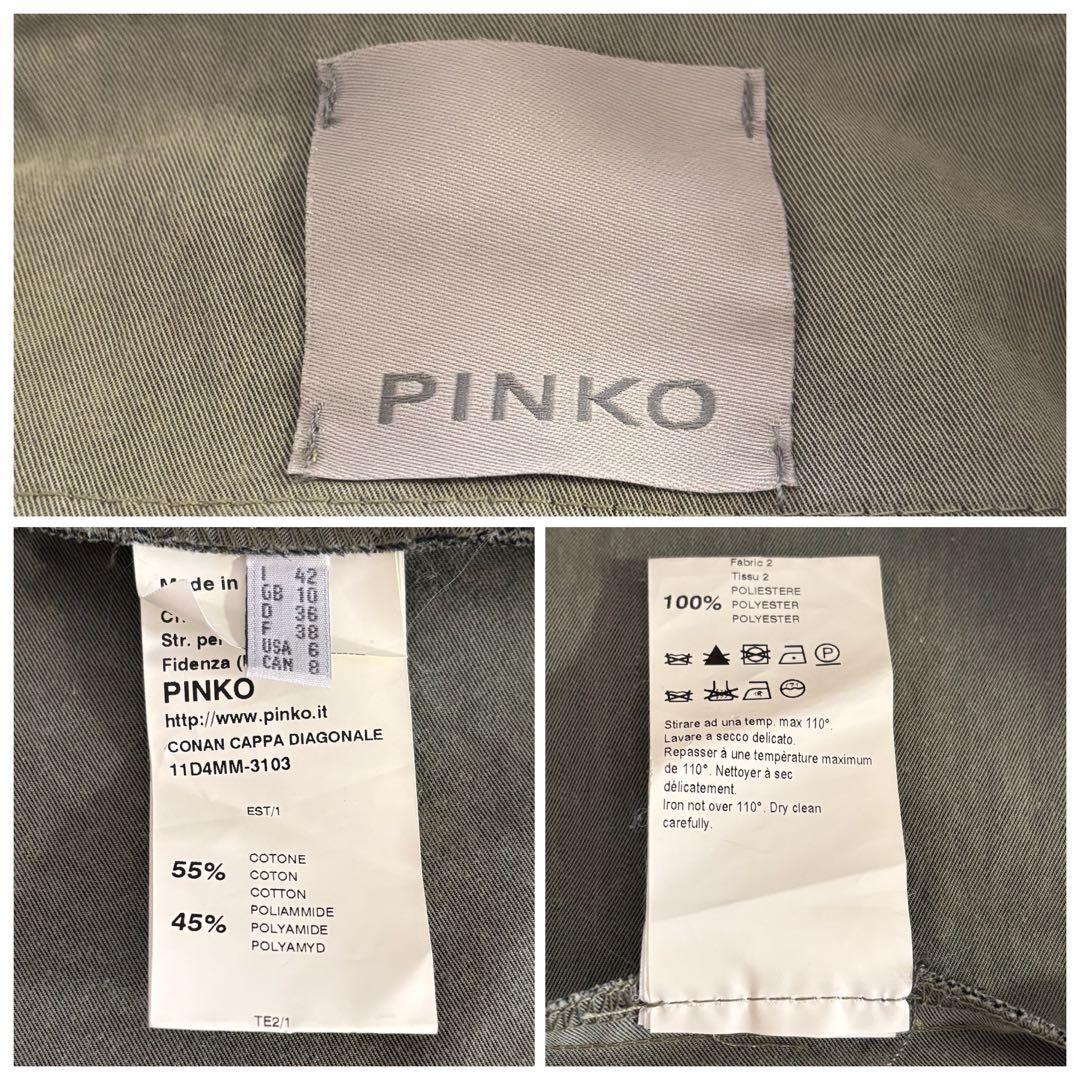 PINKO
Made in
Str. per
Fidenza (
I 42
GB 10
D 36
F 38
USA 6
CAN 8
PINKO
http://www.pinko.it
CONAN CAPPA DIAGONALE
11D4MM-3103
EST/1
55% COTONE
COTON
COTTON
45% POLIAMMIDE
POLYAMIDE
POLYAMYD
TE2/1
Fabric 2
Tissu 2
100% POLIESTERE
POLYESTER
POLYESTER
P
Stirare ad una temp. max 110°.
Lavare a secco delicato.
Repasser à une température maximum
de 110°. Nettoyer à sec
délicatement.
Iron not over 110°. Dry clean
carefully.